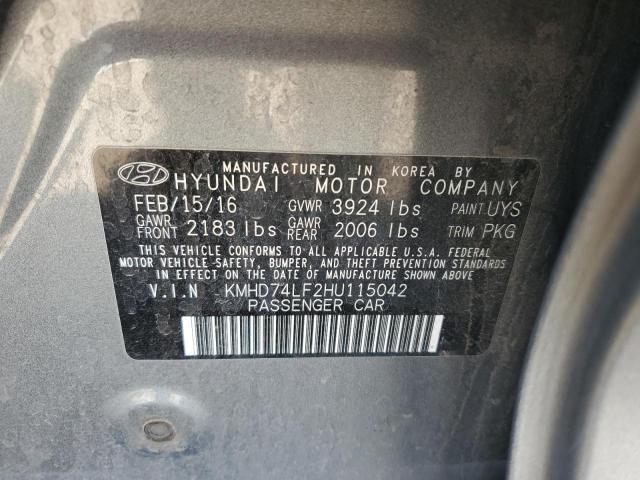 MANUFACTURED IN KOREA BY
HYUNDAI MOTOR COMPANY
FEB/15/16 GVWR 3924 lbs PAINT UYS
GAWR FRONT 2183 lbs GAWR REAR 2006 lbs TRIM PKG
THIS VEHICLE CONFORMS TO ALL APPLICABLE U.S.A. FEDERAL
MOTOR VEHICLE SAFETY, BUMPER, AND THEFT PREVENTION STANDARDS
IN EFFECT ON THE DATE OF MANUFACTURE SHOWN ABOVE.
V.I.N KMHD74LF2HU115042
PASSENGER CAR